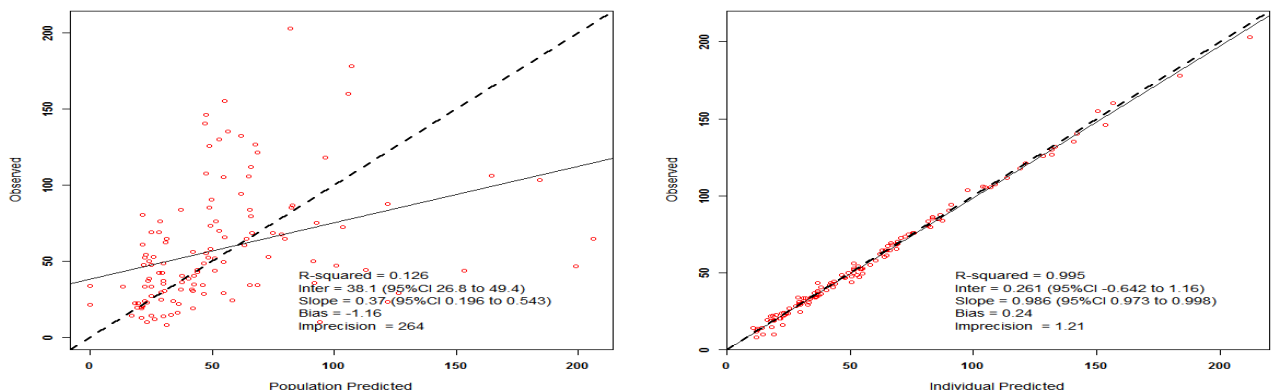 200
150
100
50
0
Observed
R-squared = 0.126
Inter = 38.1 (95%CI 26.8 to 49.4)
Slope = 0.37 (95%CI 0.196 to 0.543)
Bias = -1.16
Imprecision = 264
0 50 100 150 200
Population Predicted
200
150
100
50
0
Observed
R-squared = 0.995
Inter = 0.261 (95%CI -0.642 to 1.16)
Slope = 0.986 (95%CI 0.973 to 0.998)
Bias = 0.24
Imprecision = 1.21
0 50 100 150 200
Individual Predicted